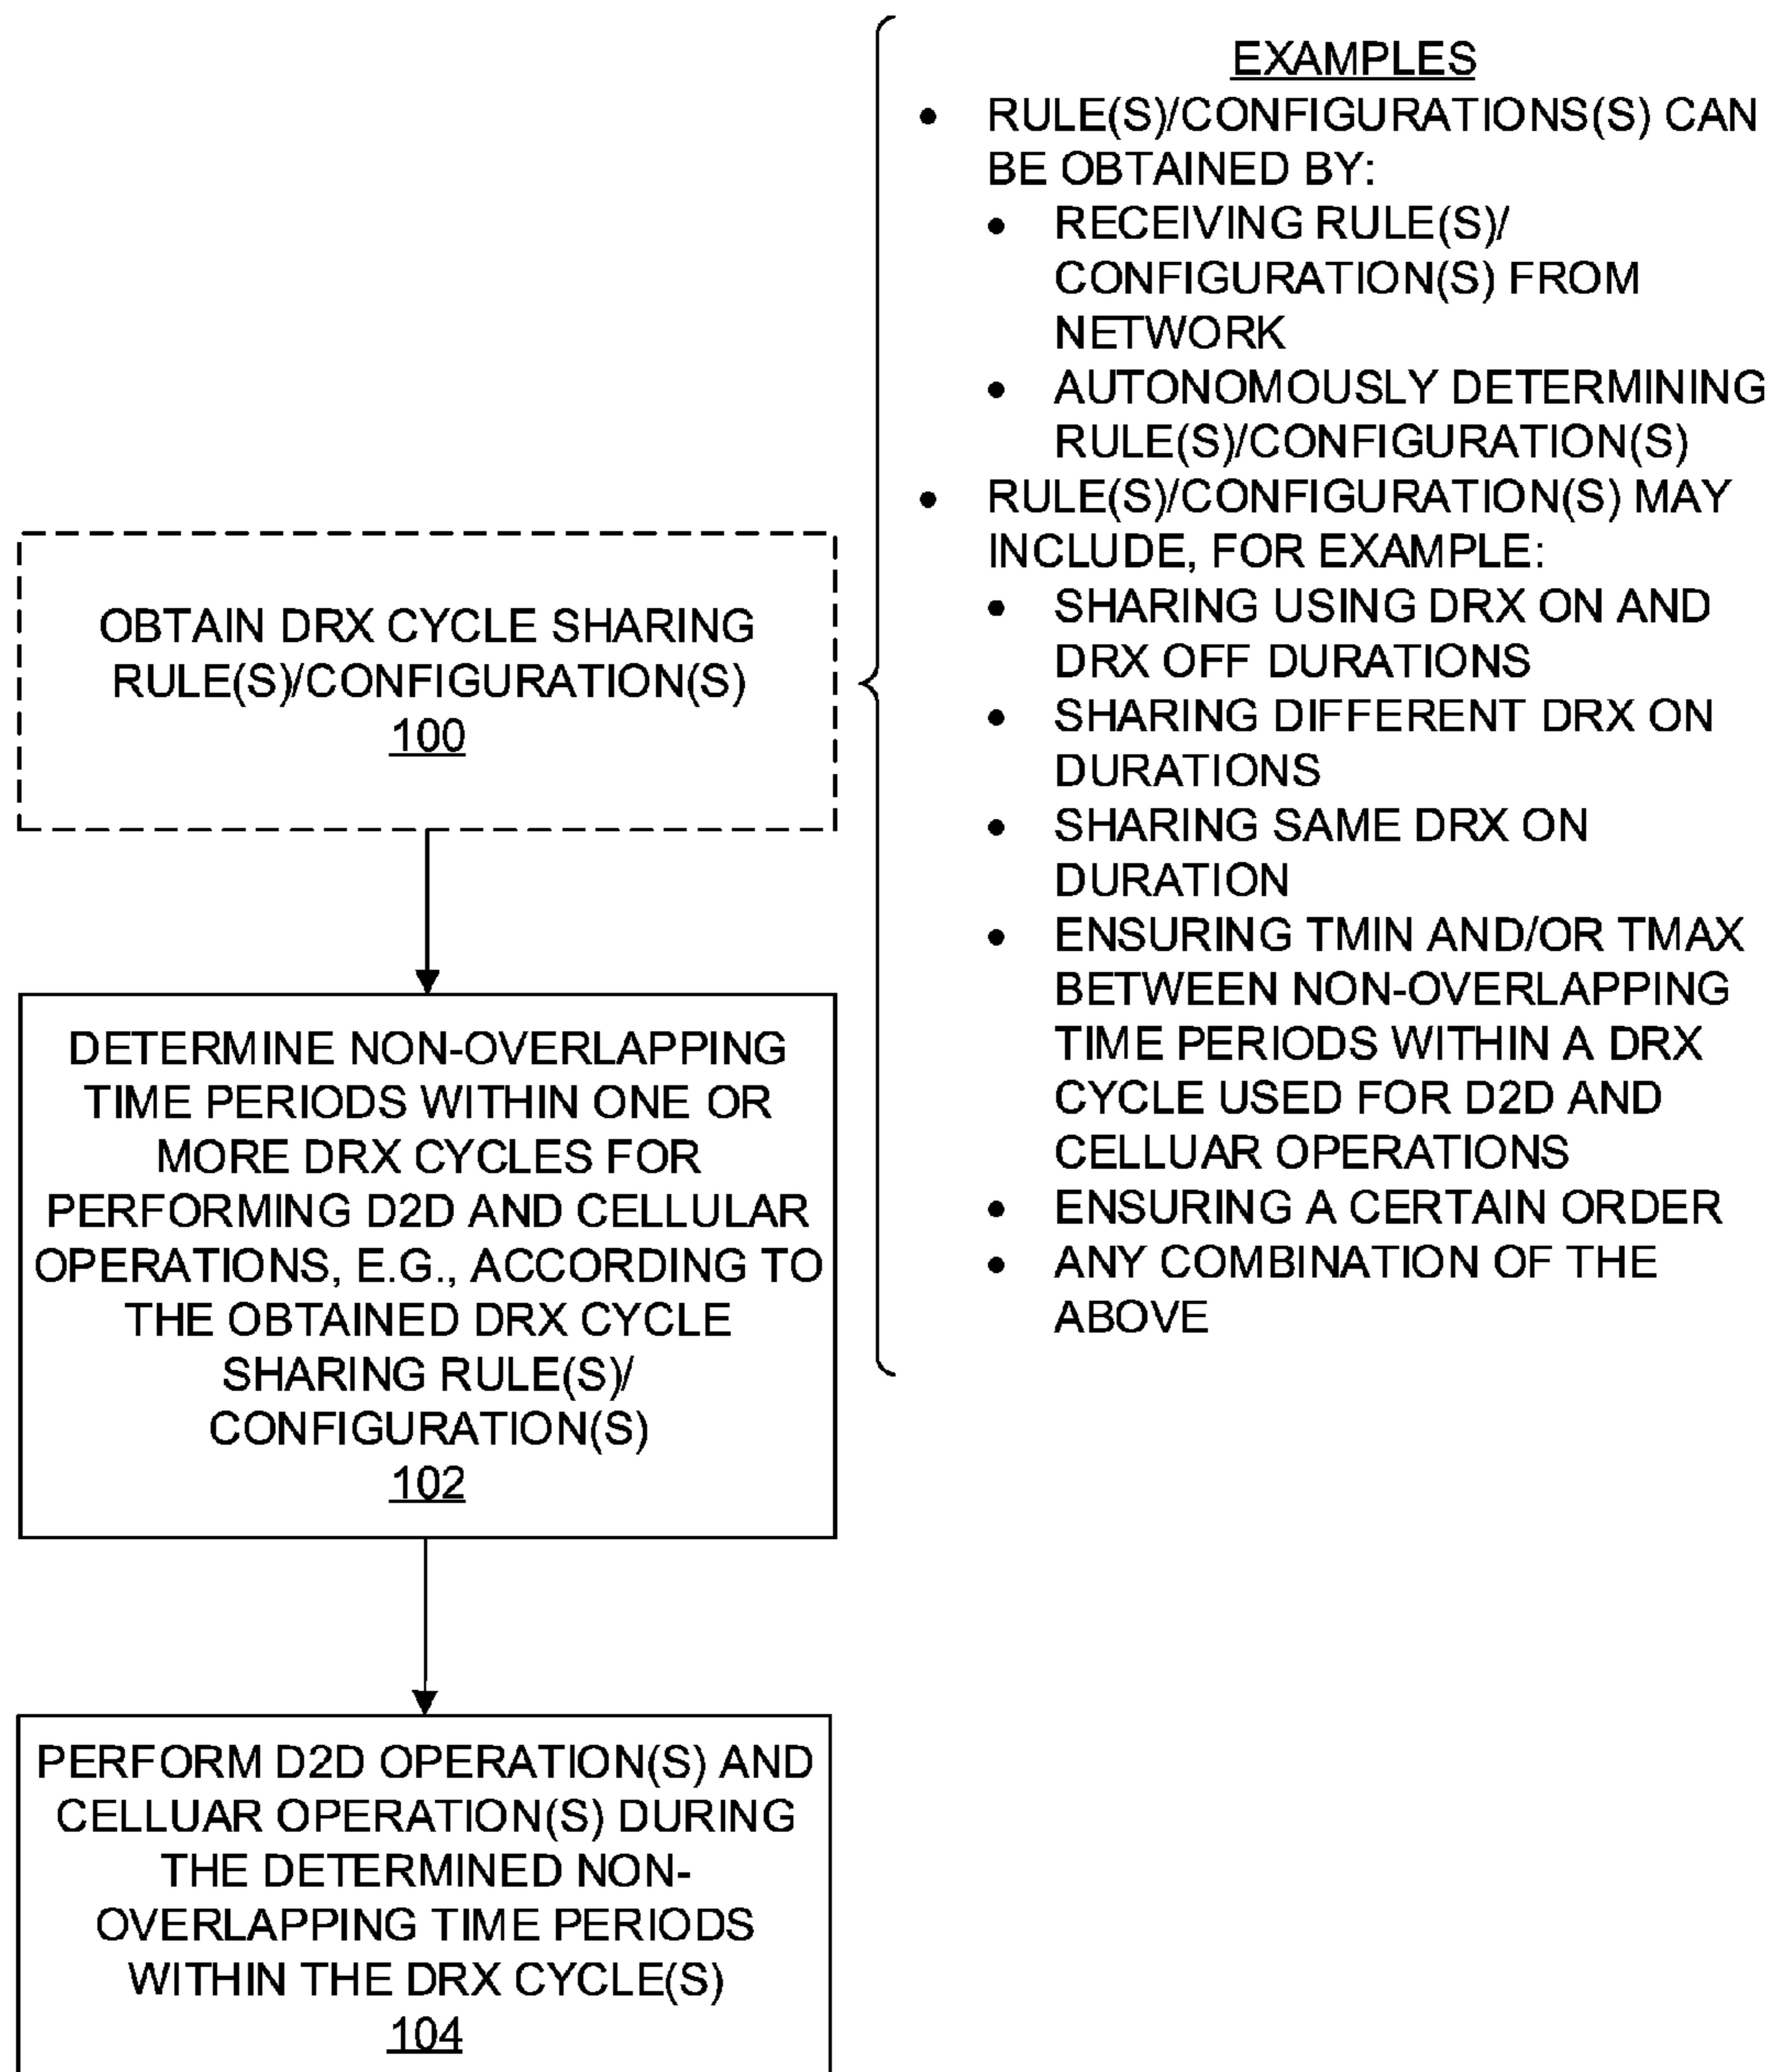 EXAMPLES
• RULE(S)/CONFIGURATIONS(S) CAN
BE OBTAINED BY:
• RECEIVING RULE(S)/
CONFIGURATION(S) FROM
NETWORK
• AUTONOMOUSLY DETERMINING
RULE(S)/CONFIGURATION(S)
• RULE(S)/CONFIGURATION(S) MAY
INCLUDE, FOR EXAMPLE:
• SHARING USING DRX ON AND
DRX OFF DURATIONS
• SHARING DIFFERENT DRX ON
DURATIONS
• SHARING SAME DRX ON
DURATION
• ENSURING TMIN AND/OR TMAX
BETWEEN NON-OVERLAPPING
TIME PERIODS WITHIN A DRX
CYCLE USED FOR D2D AND
CELLUAR OPERATIONS
• ENSURING A CERTAIN ORDER
• ANY COMBINATION OF THE
ABOVE
OBTAIN DRX CYCLE SHARING
RULE(S)/CONFIGURATION(S)
100
DETERMINE NON-OVERLAPPING
TIME PERIODS WITHIN ONE OR
MORE DRX CYCLES FOR
PERFORMING D2D AND CELLULAR
OPERATIONS, E.G., ACCORDING TO
THE OBTAINED DRX CYCLE
SHARING RULE(S)/
CONFIGURATION(S)
102
PERFORM D2D OPERATION(S) AND
CELLUAR OPERATION(S) DURING
THE DETERMINED NON-
OVERLAPPING TIME PERIODS
WITHIN THE DRX CYCLE(S)
104